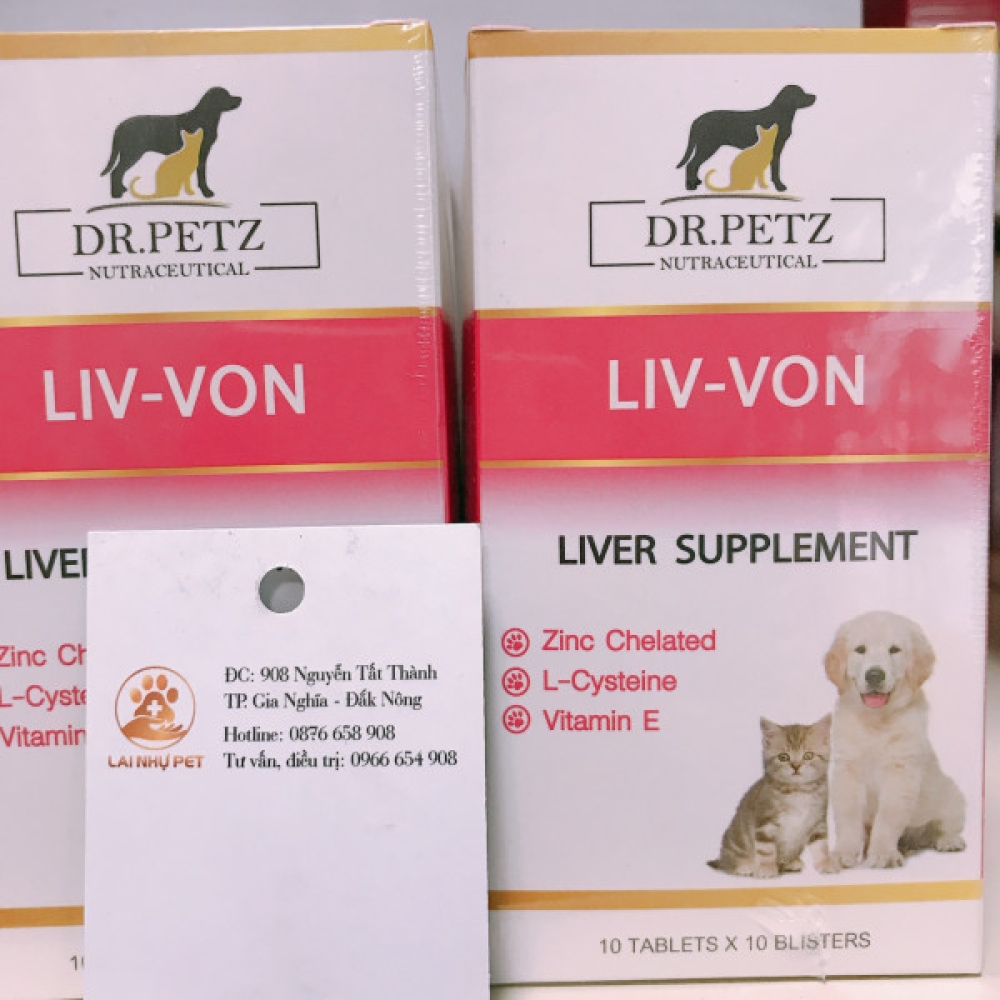 DR.PETZ
NUTRACEUTICAL
LIV-VON
LIVE
Zinc Ch
L-Cyste
Vitamin
1
DR.PETZ
NUTRACEUTICAL
LIV-VON
LIVER SUPPLEMENT
Zinc Chelated
L-Cysteine
Vitamin E
10 TABLETS X 10 BLISTERS
LAI NHƯ PET
ĐC: 908 Nguyễn Tất Thành
TP. Gia Nghĩa - Đắk Nông
Hotline: 0876 658 908
Tư vấn, điều trị: 0966 654 908